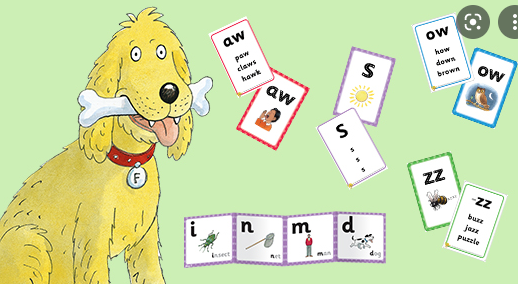 aw
paw
claws
hawk
aw
s
S
s
s
s
ow
how
down
brown
ow
F
zz
-zz
buzz
jazz
puzzle
i n m d
insect net man dog